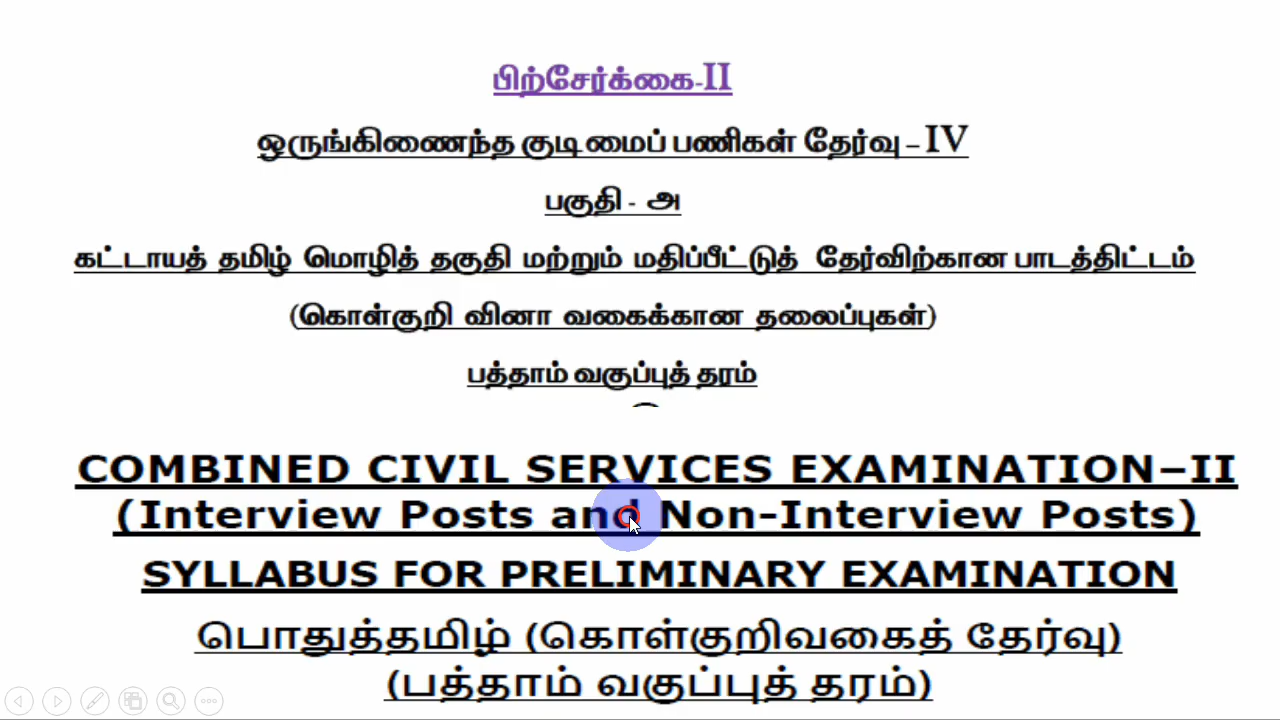 பிற்சேர்க்கை-II
ஒருங்கிணைந்த குடிமைப் பணிகள் தேர்வு – IV
பகுதி - அ
கட்டாயத் தமிழ் மொழித் தகுதி மற்றும் மதிப்பீட்டுத் தேர்விற்கான பாடத்திட்டம்
(கொள்குறி வினா வகைக்கான தலைப்புகள்)
பத்தாம் வகுப்புத் தரம்
COMBINED CIVIL SERVICES EXAMINATION–II
(Interview Posts and Non-Interview Posts)
SYLLABUS FOR PRELIMINARY EXAMINATION
பொதுத்தமிழ் (கொள்குறிவகைத் தேர்வு)
(பத்தாம் வகுப்புத் தரம்)